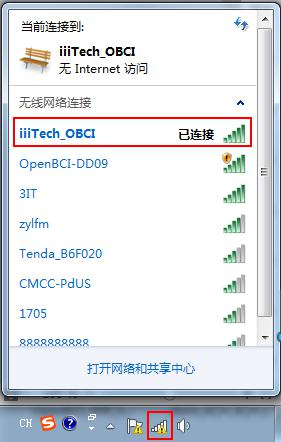 当前连接到:
iiiTech_OBCI
无 Internet 访问
无线网络连接
iiiTech_OBCI 已连接
OpenBCI-DD09
3IT
zylfm
Tenda_B6F020
CMCC-PdUS
1705
8888888888
打开网络和共享中心
CH